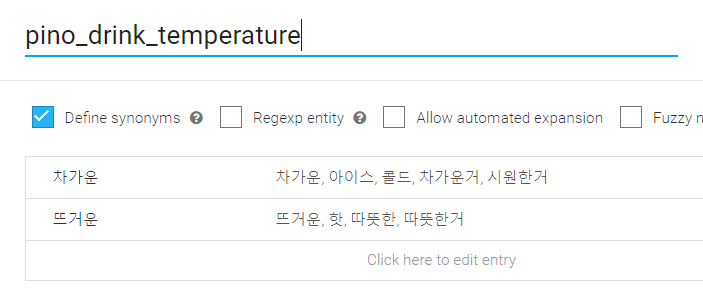 pino_drink_temperature
Define synonyms ? Regexp entity ? Allow automated expansion Fuzzy
차가운 차가운, 아이스, 콜드, 차가운거, 시원한거
뜨거운 뜨거운, 핫, 따뜻한, 따뜻한거
Click here to edit entry